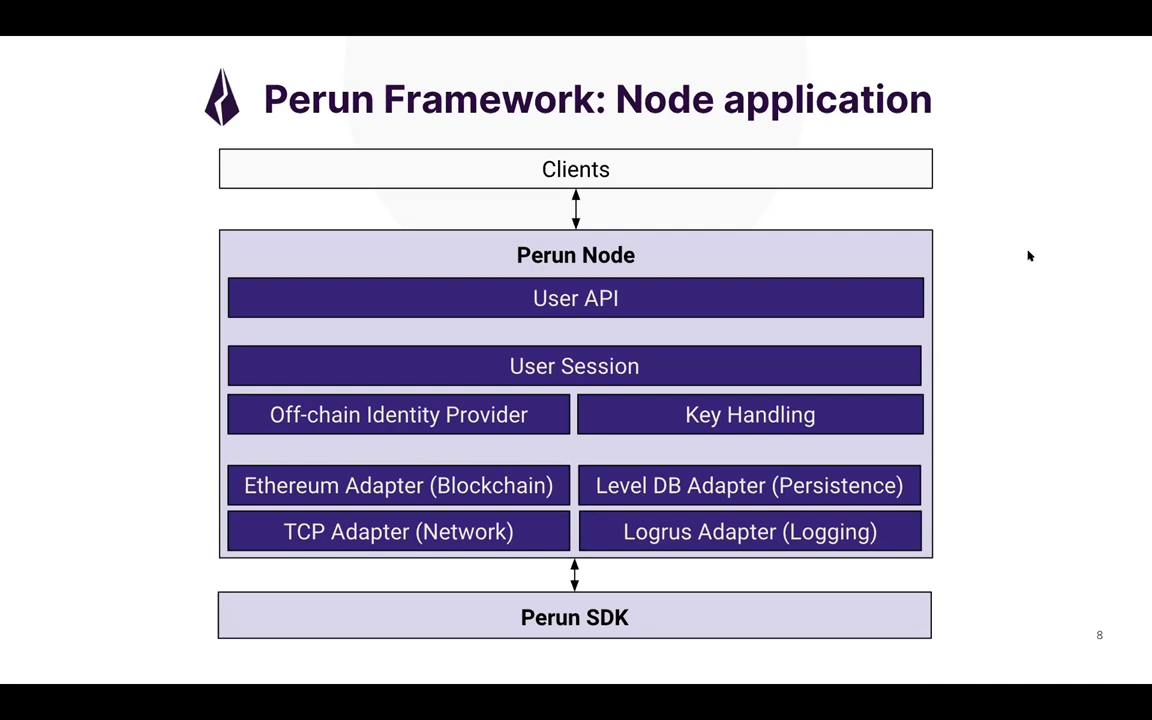 Perun Framework: Node application
Clients
Perun Node
User API
User Session
Off-chain Identity Provider
Key Handling
Ethereum Adapter (Blockchain)
Level DB Adapter (Persistence)
TCP Adapter (Network)
Logrus Adapter (Logging)
Perun SDK
8